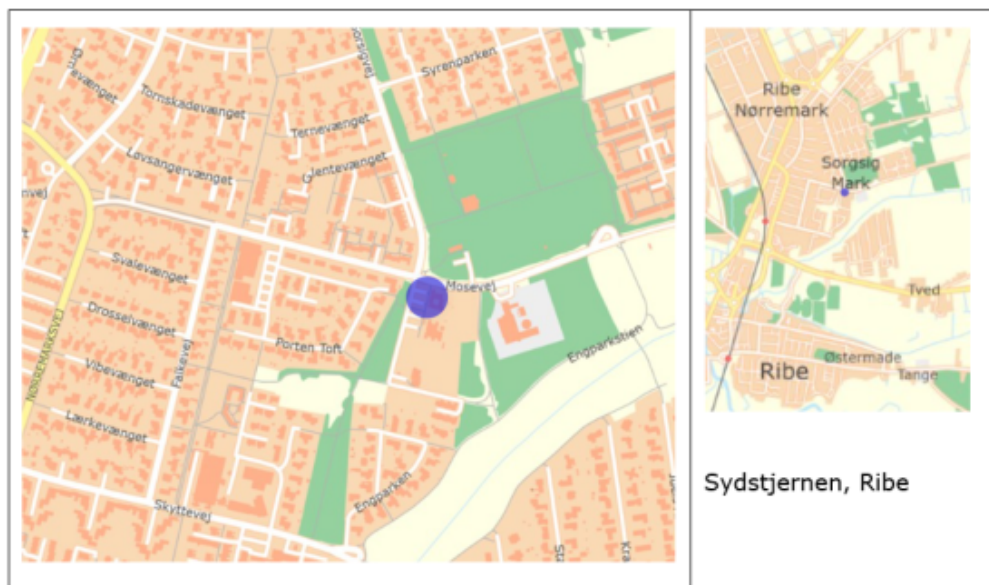 Ørnevænget
Tornskadevænget
Løvsangervænget
Ternevænget
Glentevænget
Syrenparken
Svalevænget
Drosselvænget
Vibevænget
Lærkevænget
NØRREMARKSVEJ
Falkevej
Porten Toft
Mosevej
Engparkstien
Engparken
Skyttevej
Ribe
Nørremark
Sorgsig
Mark
Tved
Østermade
Tange
Ribe
Sydstjernen, Ribe